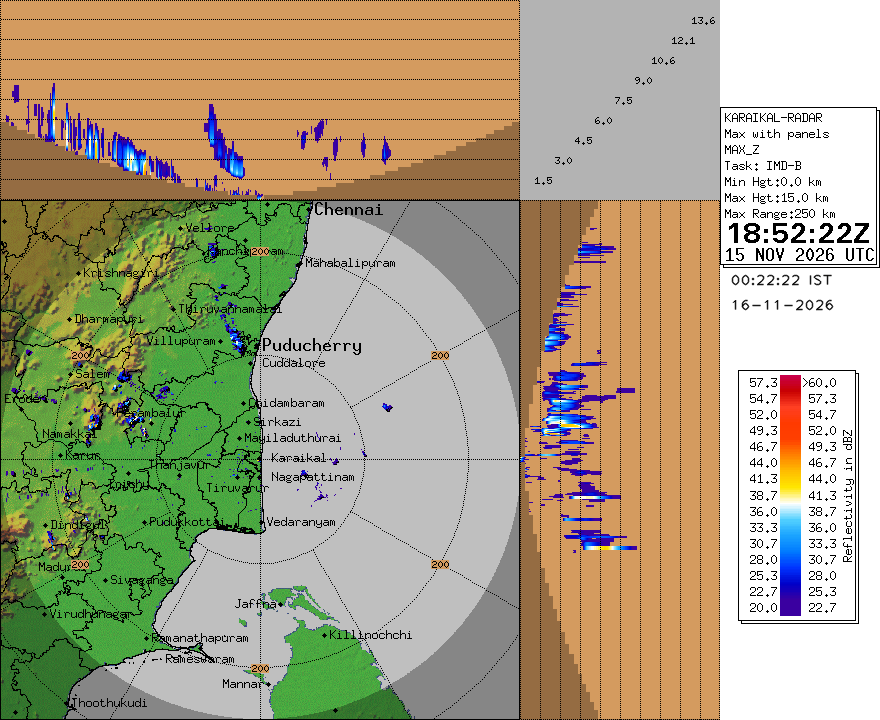 13.6
12.1
10.6
9.0
7.5
6.0
4.5
3.0
1.5
KARAIKAL-RADAR
Max with panels
MAX_Z
Task: IMD-B
Min Hgt:0.0 km
Max Hgt:15.0 km
Max Range:250 km
18:52:22Z
15 NOV 2026 UTC
00:22:22 IST
16-11-2026
57.3 >60.0
54.7 57.3
52.0 54.7
49.3 52.0
46.7 49.3
44.0 46.7
41.3 44.0
38.7 41.3
36.0 38.7
33.3 36.0
30.7 33.3
28.0 30.7
25.3 28.0
22.7 25.3
20.0 22.7
Reflectivity in dBZ
Chennai
Vellore
200
Mahabalipuram
Krishnagiri
Thiruvannamalai
Dharmapuri
Villupuram
Puducherry
200
200
Cuddalore
Salem
Erode
Chidambaram
Perambalur
Sirkazi
Namakkal
Mayiladuthurai
Karur
Thanjavur
Karaikal
Nagapattinam
Tiruvarur
Pudukkottai
Vedaranyam
200
200
Sivaganga
Jaffna
Virudhunagar
Killinochchi
Ramanathapuram
Rameswaram
200
Mannar
Thoothukudi